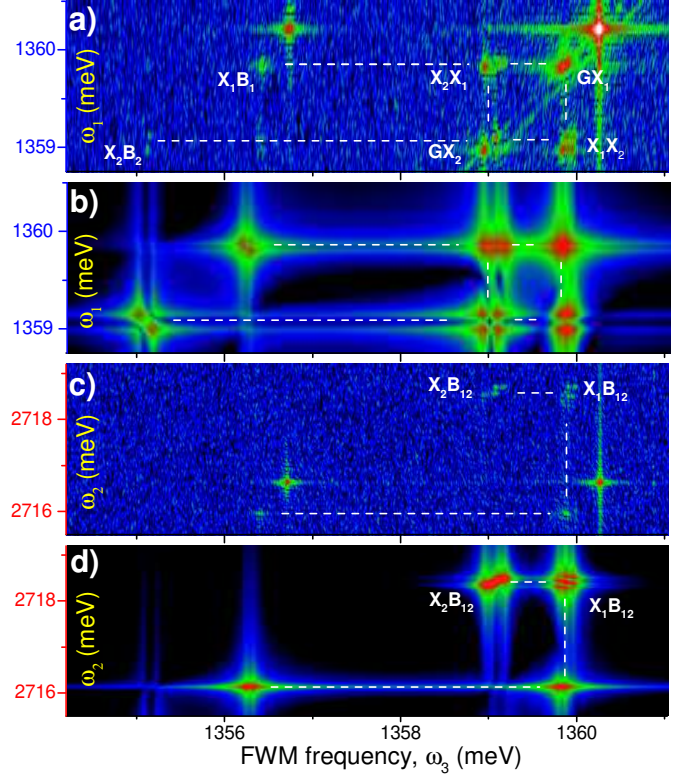 a)
1360
1359
ω₁ (meV)
X₁B₁
X₂X₁
GX₁
X₂B₂
GX₂
X₁X₂
b)
1360
1359
ω₁ (meV)
c)
2718
2716
ω₂ (meV)
X₂B₁₂
X₁B₁₂
d)
2718
2716
ω₂ (meV)
X₂B₁₂
X₁B₁₂
1356
1358
1360
FWM frequency, ω₃ (meV)